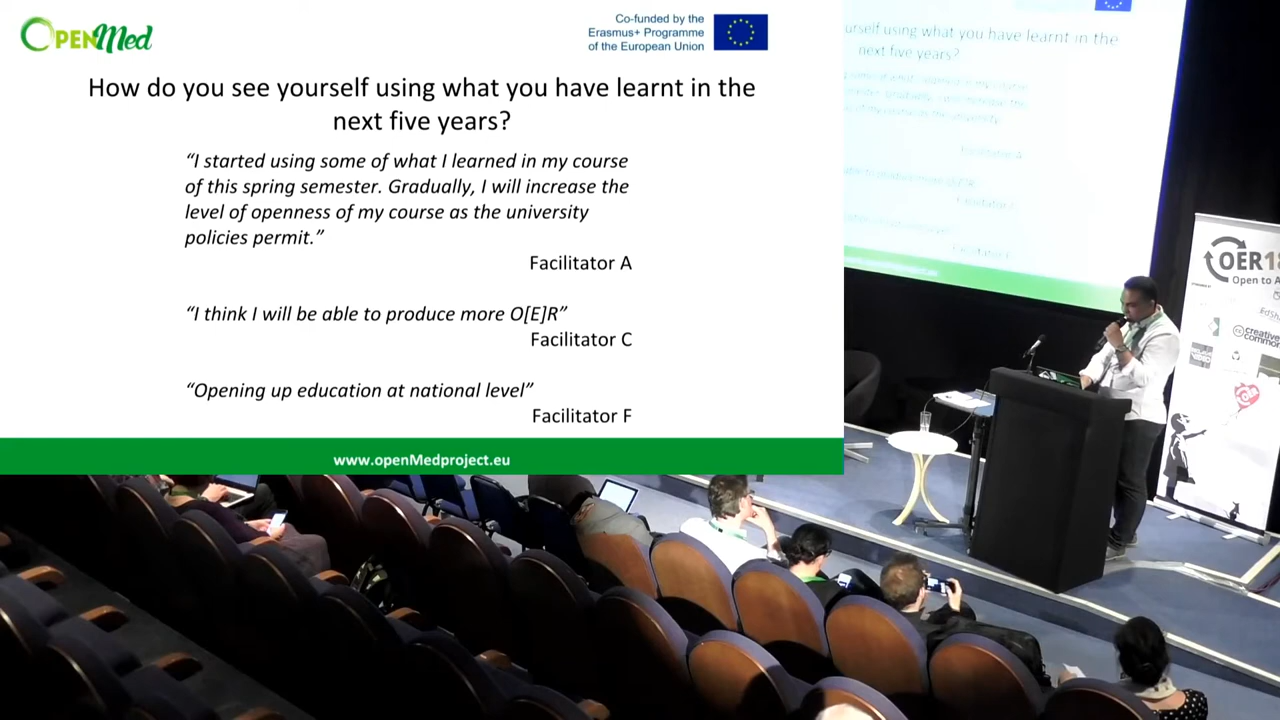 OPENMed
Co-funded by the
Erasmus+ Programme
of the European Union
How do you see yourself using what you have learnt in the
next five years?
“I started using some of what I learned in my course
of this spring semester. Gradually, I will increase the
level of openness of my course as the university
policies permit.”
Facilitator A
“I think I will be able to produce more O[E]R”
Facilitator C
“Opening up education at national level”
Facilitator F
www.openMedproject.eu
urself using what you have learnt in the
next five years?
Facilitator A
OER18
Open to A
EdSh
creative
commons